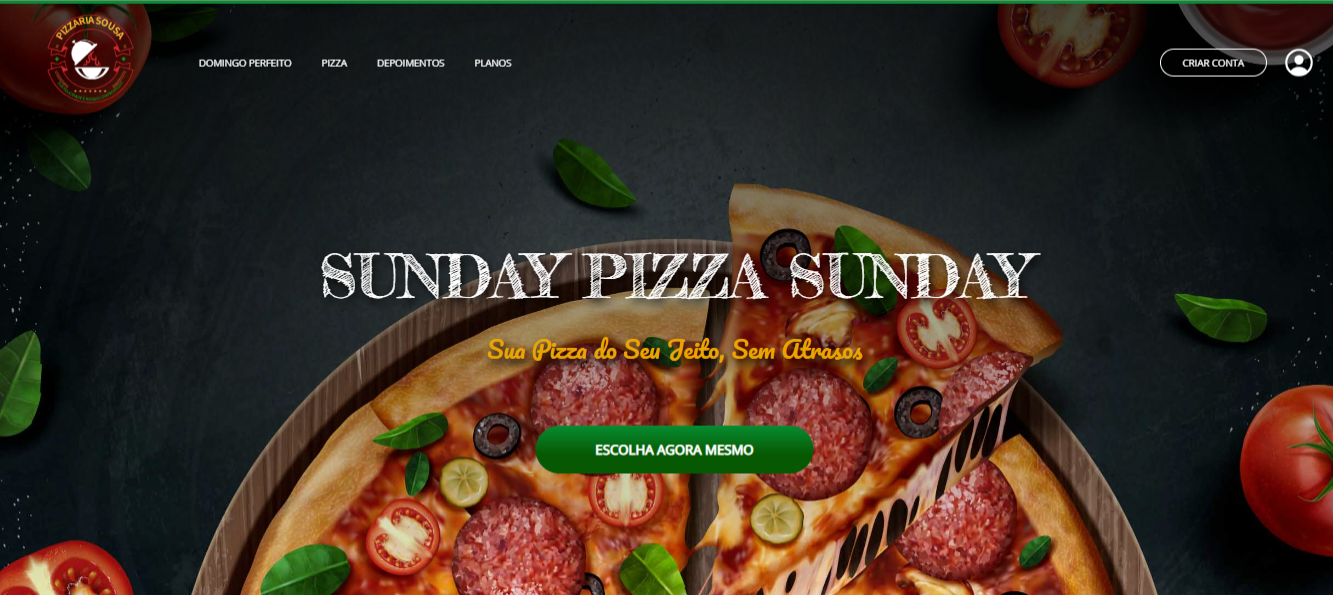 PIZZARIA SOUSA
DOMINGO PERFEITO
PIZZA
DEPOIMENTOS
PLANOS
CRIAR CONTA
SUNDAY PIZZA SUNDAY
Sua Pizza do Seu Jeito, Sem Atrasos
ESCOLHA AGORA MESMO